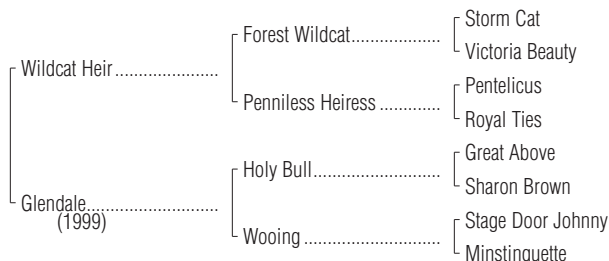 Storm Cat
Forest Wildcat........................
Victoria Beauty
Wildcat Heir............................
Pentelicus
Penniless Heiress ................
Royal Ties
Great Above
Holy Bull..................................
Sharon Brown
Glendale...................................
(1999)
Stage Door Johnny
Wooing ....................................
Minstinguette